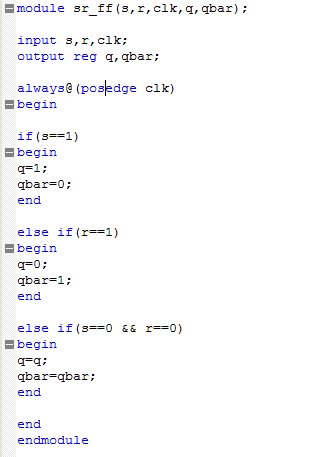 module sr_ff(s,r,clk,q,qbar);
input s,r,clk;
output reg q,qbar;
always@(posedge clk)
begin
if(s==1)
begin
q=1;
qbar=0;
end
else if(r==1)
begin
q=0;
qbar=1;
end
else if(s==0 && r==0)
begin
q=q;
qbar=qbar;
end
end
endmodule